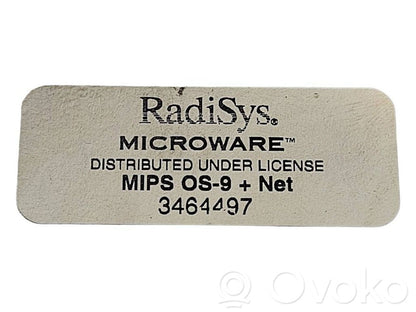 RadiSys®
MICROWARE™
DISTRIBUTED UNDER LICENSE
MIPS OS-9 + Net
3464497
© Ovoko